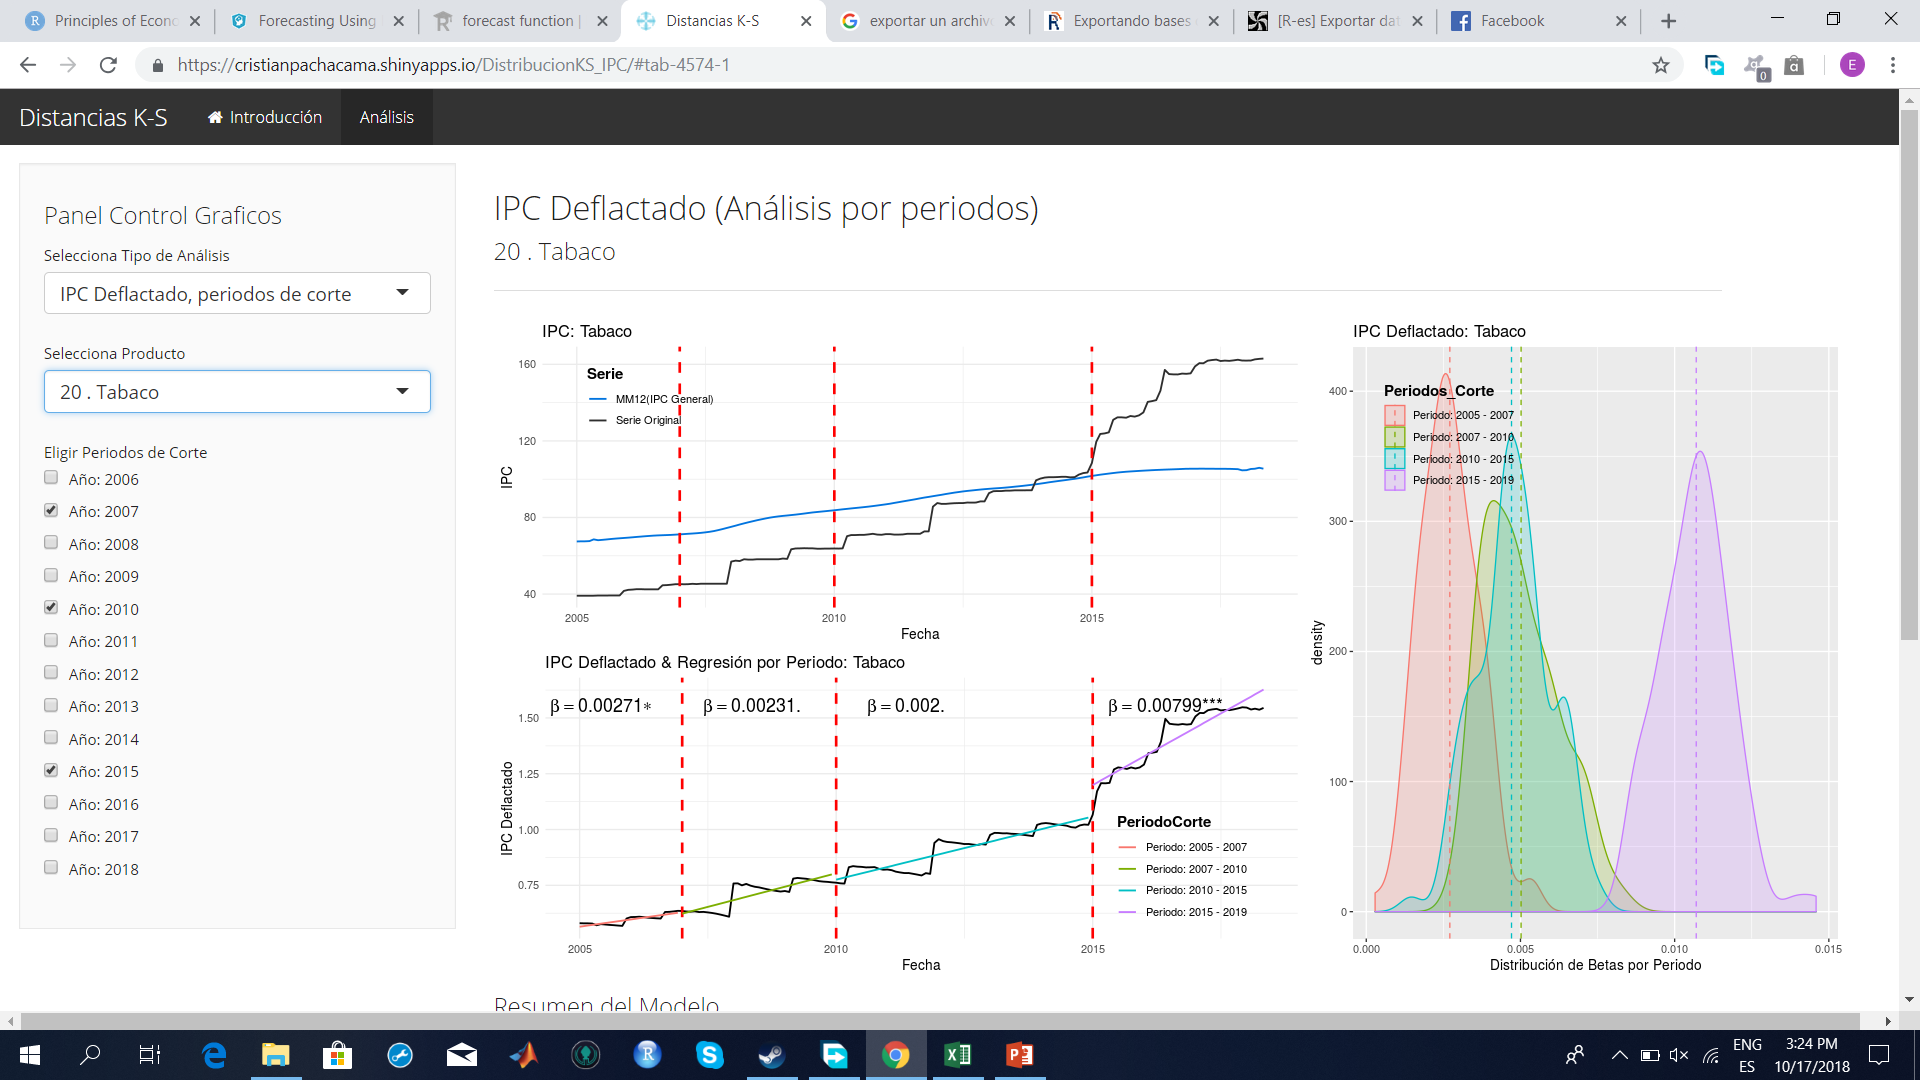 Principles of Econo
Forecasting Using
forecast function |
Distancias K-S
exportar un archivo
Exportando bases
[R-es] Exportar dat
Facebook
https://cristianpachacama.shinyapps.io/DistribucionKS_IPC/#tab-4574-1
0
a
E
Distancias K-S
Introducción
Análisis
Panel Control Graficos
Selecciona Tipo de Análisis
IPC Deflactado, periodos de corte
Selecciona Producto
20 . Tabaco
Eligir Periodos de Corte
Año: 2006
Año: 2007
Año: 2008
Año: 2009
Año: 2010
Año: 2011
Año: 2012
Año: 2013
Año: 2014
Año: 2015
Año: 2016
Año: 2017
Año: 2018
IPC Deflactado (Análisis por periodos)
20 . Tabaco
IPC: Tabaco
Serie
MM12(IPC General)
Serie Original
160
120
80
40
IPC
2005
2010
2015
Fecha
IPC Deflactado & Regresión por Periodo: Tabaco
β = 0.00271*
β = 0.00231.
β = 0.002.
β = 0.00799***
1.50
1.25
1.00
0.75
IPC Deflactado
PeriodoCorte
Periodo: 2005 - 2007
Periodo: 2007 - 2010
Periodo: 2010 - 2015
Periodo: 2015 - 2019
2005
2010
2015
Fecha
IPC Deflactado: Tabaco
Periodos_Corte
Periodo: 2005 - 2007
Periodo: 2007 - 2010
Periodo: 2010 - 2015
Periodo: 2015 - 2019
400
300
200
100
0
density
0.000
0.005
0.010
0.015
Distribución de Betas por Periodo
Resumen del Modelo
ENG
ES
3:24 PM
10/17/2018